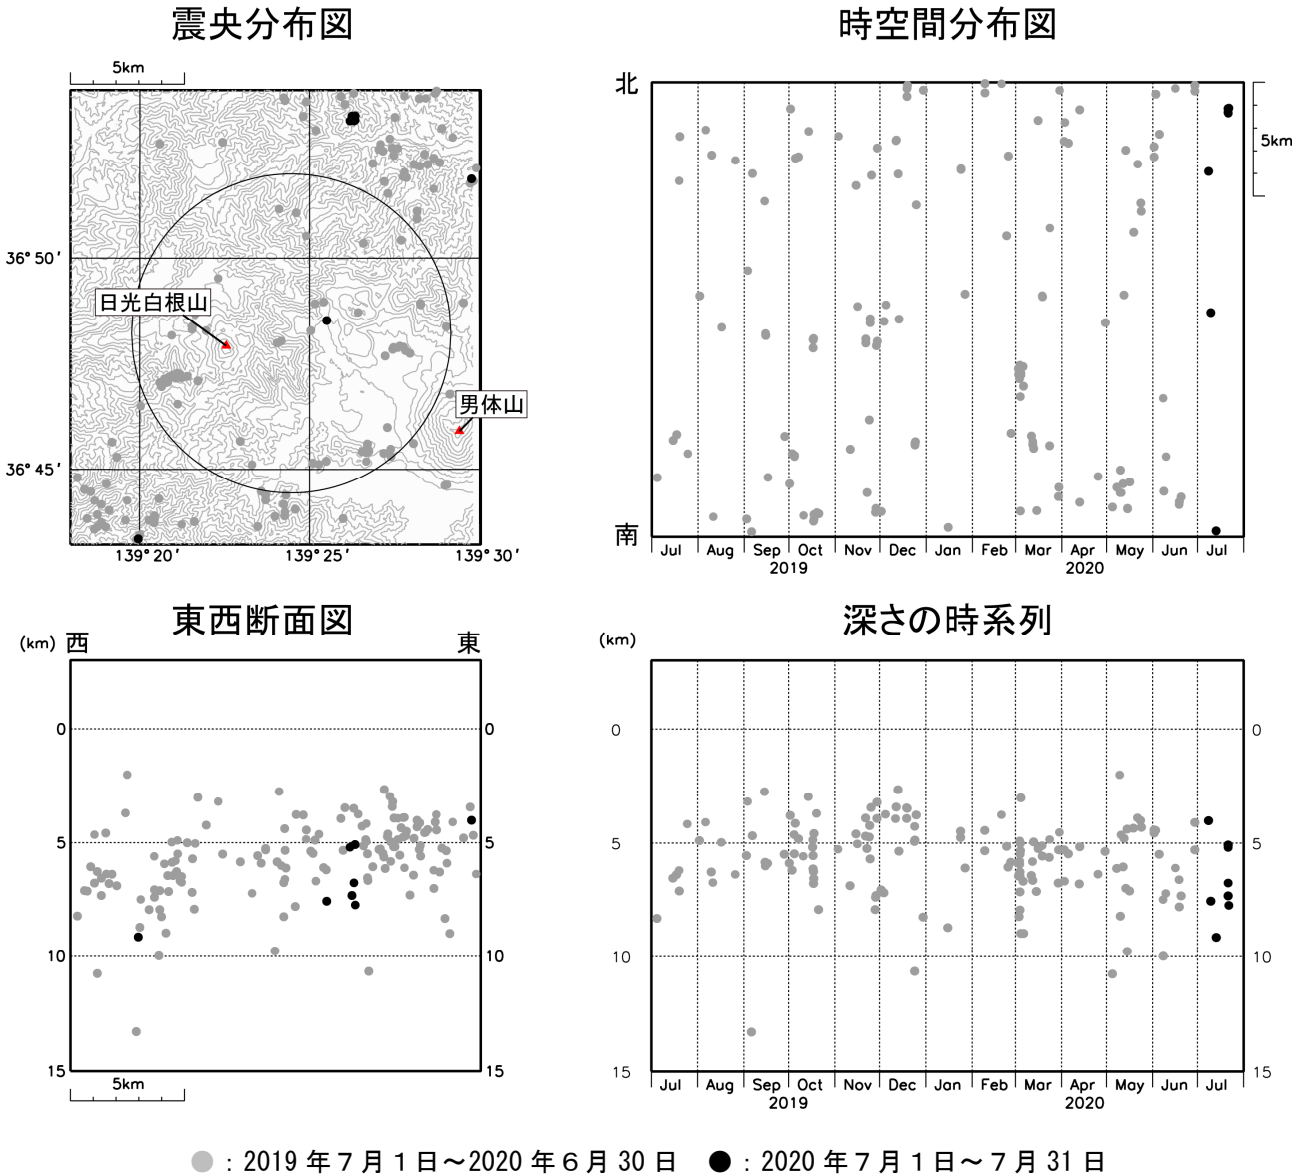 震央分布図
5km
日光白根山
男体山
36°50′
36°45′
139°20′
139°25′
139°30′
時空間分布図
北
南
5km
Jul Aug Sep Oct Nov Dec Jan Feb Mar Apr May Jun Jul
2019 2020
東西断面図
(km) 西 東
0 0
5 5
10 10
15 15
5km
深さの時系列
(km)
0 0
5 5
10 10
15 15
Jul Aug Sep Oct Nov Dec Jan Feb Mar Apr May Jun Jul
2019 2020
：2019 年７月１日～2020 年６月 30 日 ：2020 年７月１日～７月 31 日